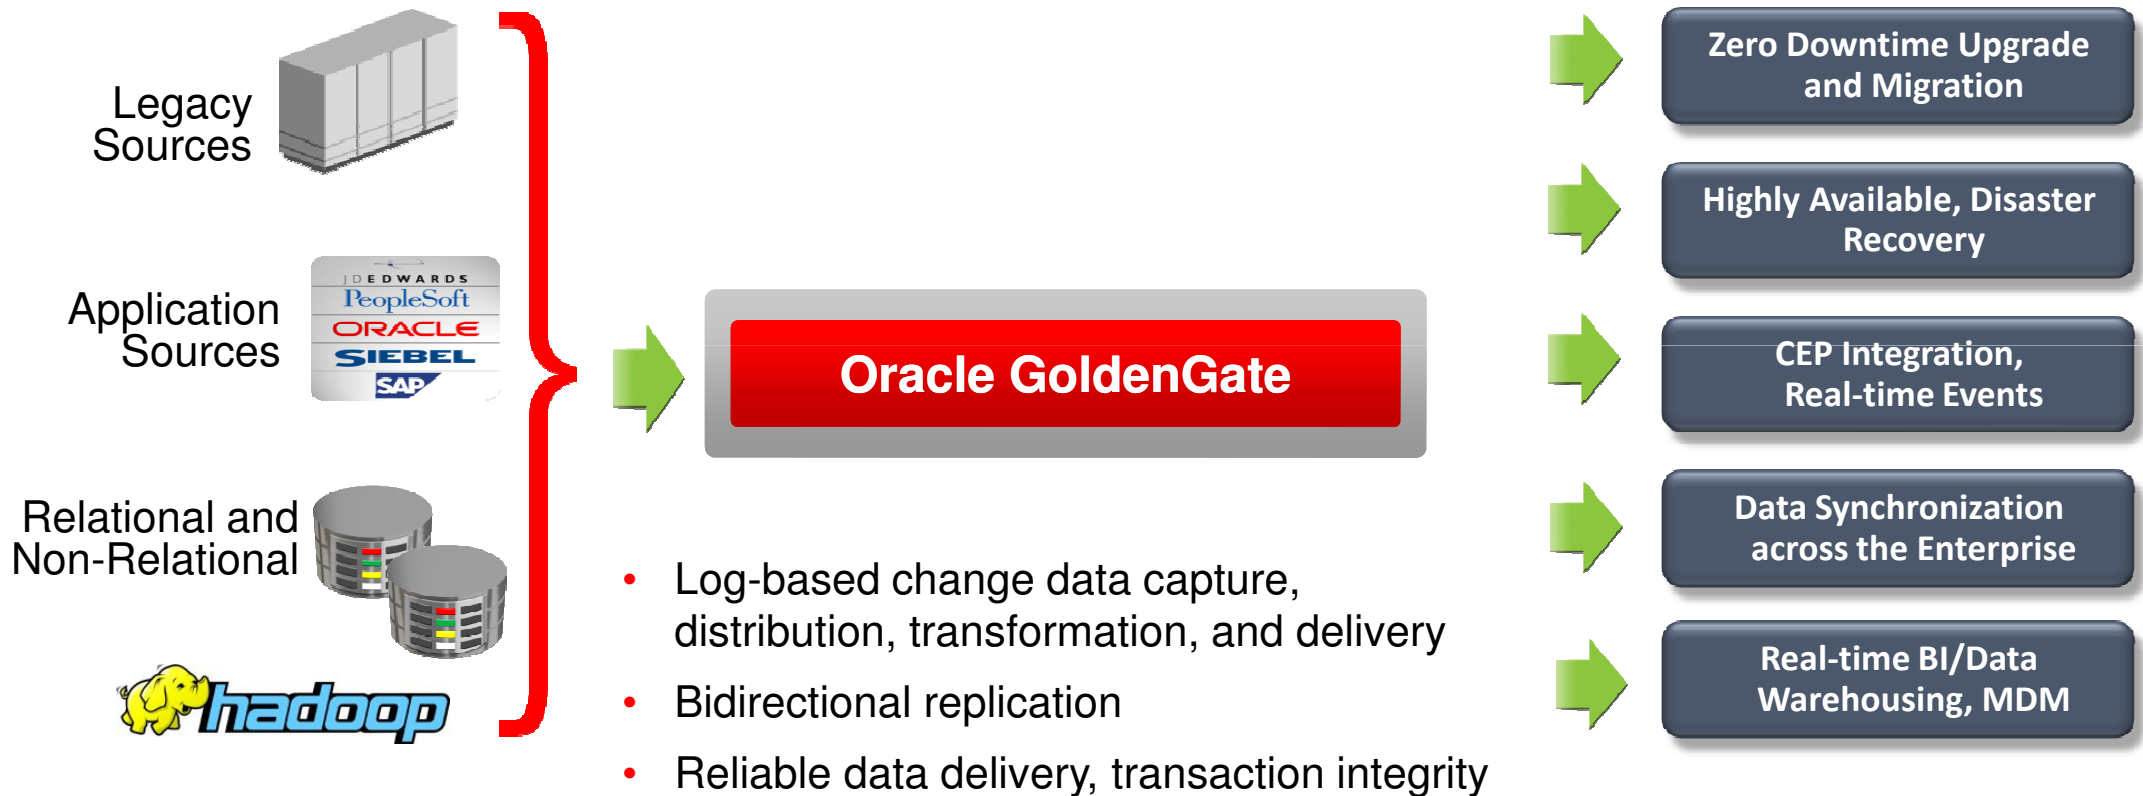 Legacy
Sources
Application
Sources
JDEDWARDS
PeopleSoft
ORACLE
SIEBEL
SAP
Relational and
Non-Relational
hadoop
Oracle GoldenGate
• Log-based change data capture,
distribution, transformation, and delivery
• Bidirectional replication
• Reliable data delivery, transaction integrity
Zero Downtime Upgrade
and Migration
Highly Available, Disaster
Recovery
CEP Integration,
Real-time Events
Data Synchronization
across the Enterprise
Real-time BI/Data
Warehousing, MDM